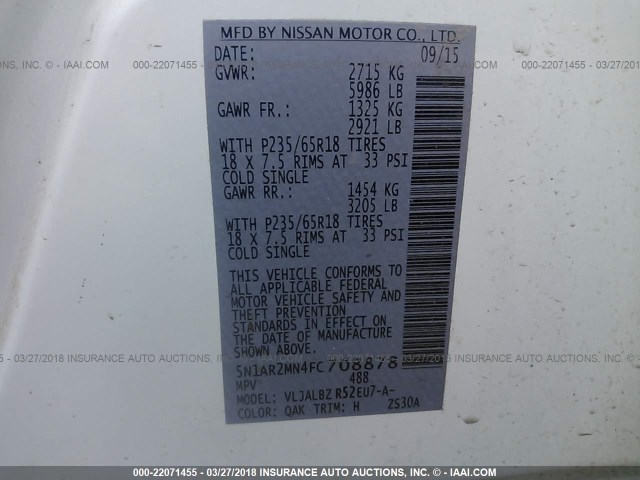 MFD BY NISSAN MOTOR CO., LTD.
DATE: 09/15
GVWR: 2715 KG
5986 LB
GAWR FR.: 1325 KG
2921 LB
WITH P235/65R18 TIRES
18 X 7.5 RIMS AT 33 PSI
COLD SINGLE
GAWR RR.: 1454 KG
3205 LB
WITH P235/65R18 TIRES
18 X 7.5 RIMS AT 33 PSI
COLD SINGLE
THIS VEHICLE CONFORMS TO
ALL APPLICABLE FEDERAL
MOTOR VEHICLE SAFETY AND
THEFT PREVENTION
STANDARDS IN EFFECT ON
THE DATE OF MANUFACTURE
SHOWN ABOVE.
5N1AR2MN4FC708878
MPV 488
MODEL: VLJALBZ R52EU7-A-
COLOR: QAK TRIM: H ZS30A
000-22071455 - 03/27/2018 INSURANCE AUTO AUCTIONS INC. - © - IAAI.COM